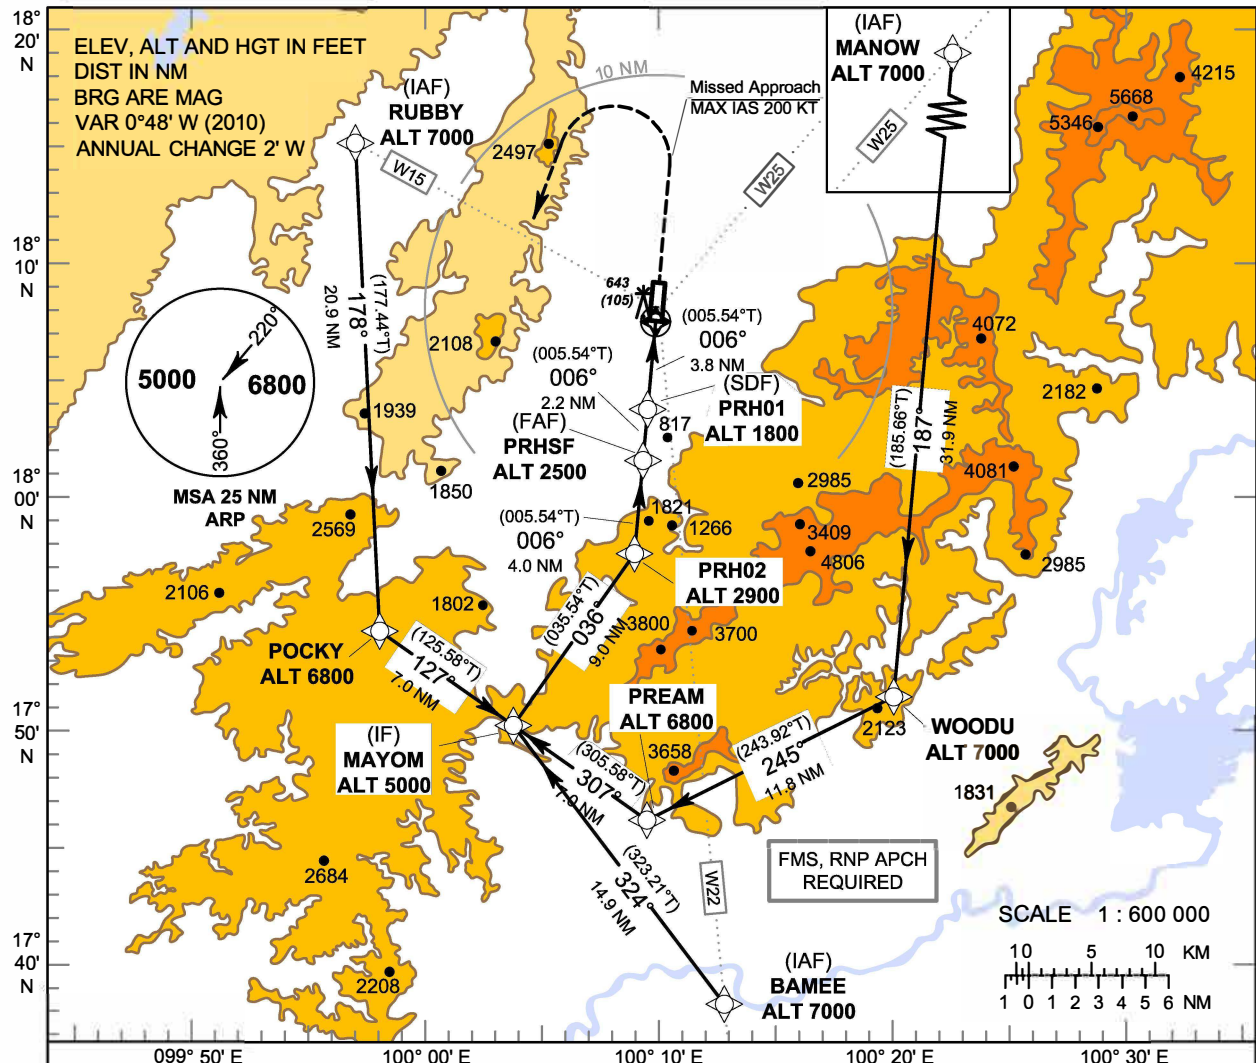 18°
20'
N
ELEV, ALT AND HGT IN FEET
DIST IN NM
BRG ARE MAG
VAR 0°48' W (2010)
ANNUAL CHANGE 2' W
(IAF)
RUBBY
ALT 7000
10 NM
Missed Approach
MAX IAS 200 KT
(IAF)
MANOW
ALT 7000
W25
W25
W15
2497
4215
5668
5346
18°
10'
N
(177.44°T)
178°
20.9 NM
643
(105)
220°
5000
6800
360°
MSA 25 NM
ARP
2108
1939
1850
(005.54°T)
006°
3.8 NM
(005.54°T)
006°
2.2 NM
(SDF)
PRH01
ALT 1800
(FAF)
PRHSF
ALT 2500
817
4072
2182
(185.66°T)
187°
31.9 NM
4081
18°
00'
N
2569
2985
1821
1266
3409
4806
2985
(005.54°T)
006°
4.0 NM
PRH02
ALT 2900
2106
1802
(035.54°T)
036°
9.0 NM
3800
3700
POCKY
ALT 6800
(125.58°T)
127°
7.0 NM
17°
50'
N
PREAM
ALT 6800
(IF)
MAYOM
ALT 5000
3658
(305.58°T)
307°
7.0 NM
(243.92°T)
245°
11.8 NM
2123
WOODU
ALT 7000
1831
2684
(323.21°T)
324°
14.9 NM
W22
FMS, RNP APCH
REQUIRED
SCALE 1 : 600 000
17°
40'
N
2208
(IAF)
BAMEE
ALT 7000
1 0 5 10 KM
1 0 1 2 3 4 5 6 NM
099° 50' E
100° 00' E
100° 10' E
100° 20' E
100° 30' E